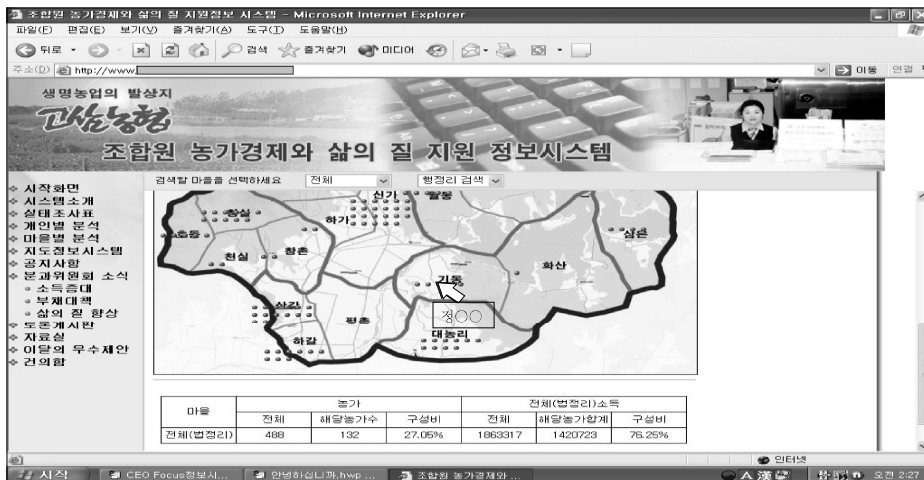 조합원 농가경제와 삶의 질 지원정보 시스템 - Microsoft Internet Explorer
파일(F) 편집(E) 보기(V) 즐겨찾기(A) 도구(T) 도움말(H)
뒤로 검색 즐겨찾기 미디어
주소(D) http://www. 이동 연결
생명농업의 발상지
고삼농협
조합원 농가경제와 삶의 질 지원 정보시스템
검색할 마을을 선택하세요 전체 행정리 검색
시작화면
시스템소개
실태조사표
개인별 분석
마을별 분석
지도정보시스템
공지사항
분과위원회 소식
소득증대
부채대책
삶의 질 향상
토론게시판
자료실
이달의 우수제안
건의함
신가
하가
창실
호동
천실
창촌
삼은
화산
기동
정○○
산갈
평촌
대농리
하갈
마을 농가 전체(법정리)소득
전체 해당농가수 구성비 전체 해당농가합계 구성비
전체(법정리) 488 132 27.05% 1863317 1420723 76.25%
인터넷
시작 CEO Focus정보시... 안녕하십니까.hwp ... 조합원 농가경제와 ... A 漢 오전 2:27